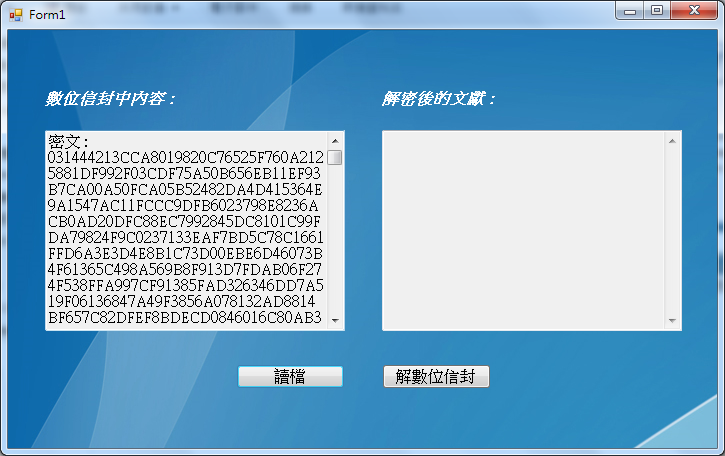 Form1
數位信封中內容：
解密後的文獻：
密文:
031444213CCA8019820C76525F760A212
5881DF992F03CDF75A50B656EB11EF93
B7CA00A50FCA05B52482DA4D415364E
9A1547AC11FCCC9DFB6023798E8236A
CB0AD20DFC88EC7992845DC8101C99F
DA79824F9C0237133EAF7BD5C78C1661
FFD6A3E3D4E8B1C73D00EBE6D46073B
4F61365C498A569B8F913D7FDAB06F27
4F538FFA997CF91385FAD326346DD7A5
19F06136847A49F3856A078132AD8814
BF657C82DFEF8BDECD0846016C80AB3
讀檔
解數位信封